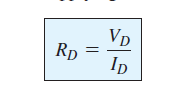 R_D = V_D / I_D